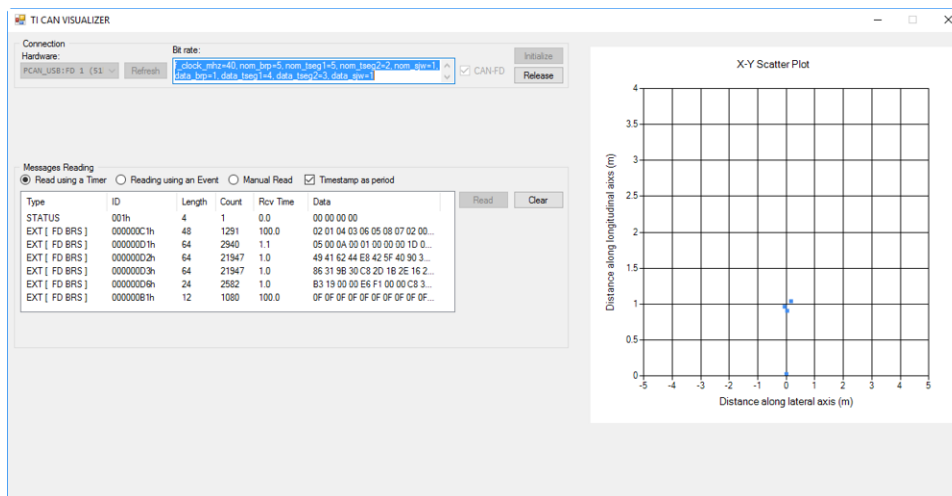 TI CAN VISUALIZER
Connection
Hardware:
PCAN_USB:FD 1 (51
Refresh
Bit rate:
f_clock_mhz=40, nom_brp=5, nom_tseg1=5, nom_tseg2=2, nom_sjw=1,
data_brp=1, data_tseg1=4, data_tseg2=3, data_sjw=1
CAN-FD
Initialize
Release
Messages Reading
Read using a Timer Reading using an Event Manual Read Timestamp as period
Type ID Length Count Rcv Time Data
STATUS 001h 4 1 0.0 00 00 00 00
EXT [ FD BRS ] 000000C1h 48 1291 100.0 02 01 04 03 06 05 08 07 02 00...
EXT [ FD BRS ] 000000D1h 64 2940 1.1 05 00 0A 00 01 00 00 00 1D 0...
EXT [ FD BRS ] 000000D2h 64 21947 1.0 49 41 62 44 E8 42 5F 40 90 3...
EXT [ FD BRS ] 000000D3h 64 21947 1.0 86 31 9B 30 C8 2D 1B 2E 16 2...
EXT [ FD BRS ] 000000D6h 24 2582 1.0 B3 19 00 00 E6 F1 00 00 C8 3...
EXT [ FD BRS ] 000000B1h 12 1080 100.0 0F 0F 0F 0F 0F 0F 0F 0F 0F 0F...
Read
Clear
X-Y Scatter Plot
Distance along longitudinal aixs (m)
4
3.5
3
2.5
2
1.5
1
0.5
0
-5 -4 -3 -2 -1 0 1 2 3 4 5
Distance along lateral axis (m)